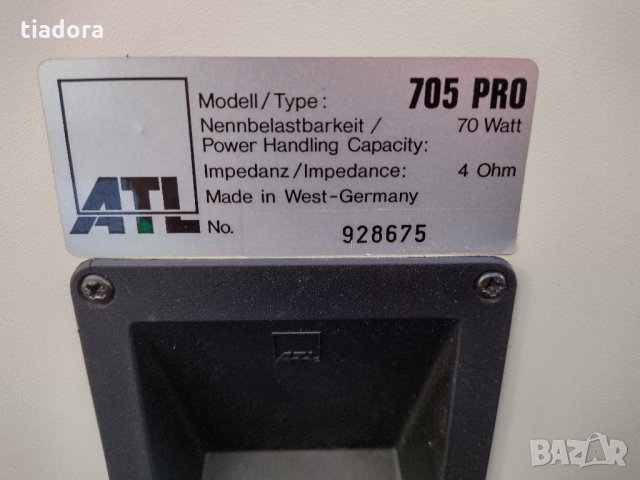 tiadora
Modell/Type: 705 PRO
Nennbelastbarkeit / 70 Watt
Power Handling Capacity:
Impedanz/Impedance: 4 Ohm
Made in West-Germany
ATL No. 928675
ATL
BAZAR